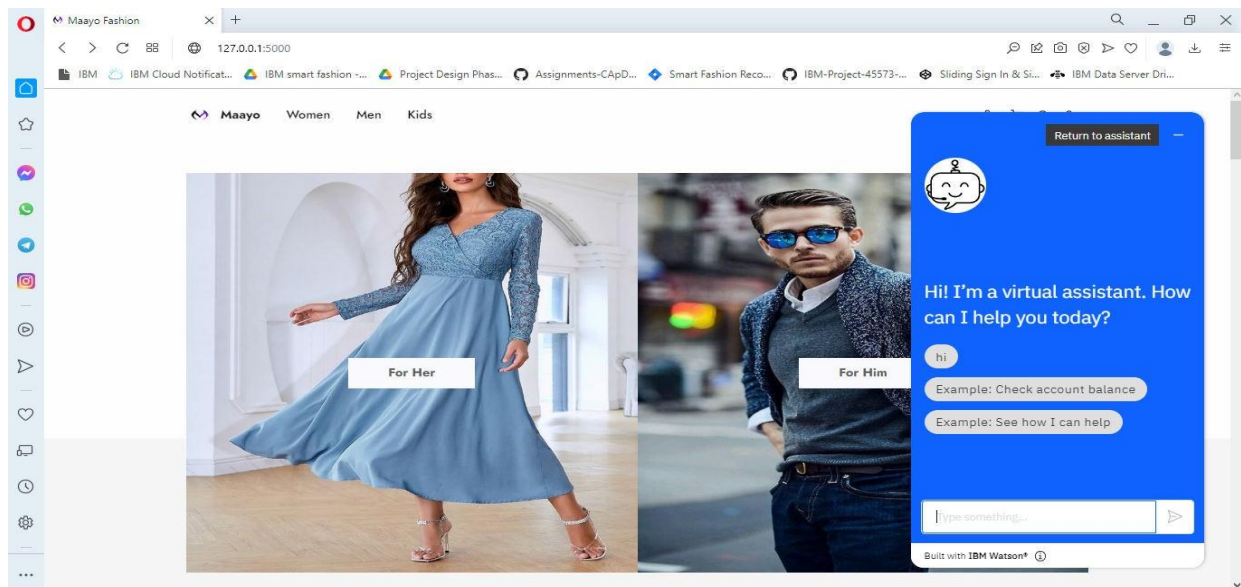 Maayo Fashion
127.0.0.1:5000
IBM IBM Cloud Notificat... IBM smart fashion -... Project Design Phas... Assignments-CApD... Smart Fashion Reco... IBM-Project-45573-... Sliding Sign In & Si... IBM Data Server Dri...
Maayo Women Men Kids
Return to assistant
Hi! I'm a virtual assistant. How
can I help you today?
hi
Example: Check account balance
Example: See how I can help
For Her
For Him
Type something...
Built with IBM Watson®